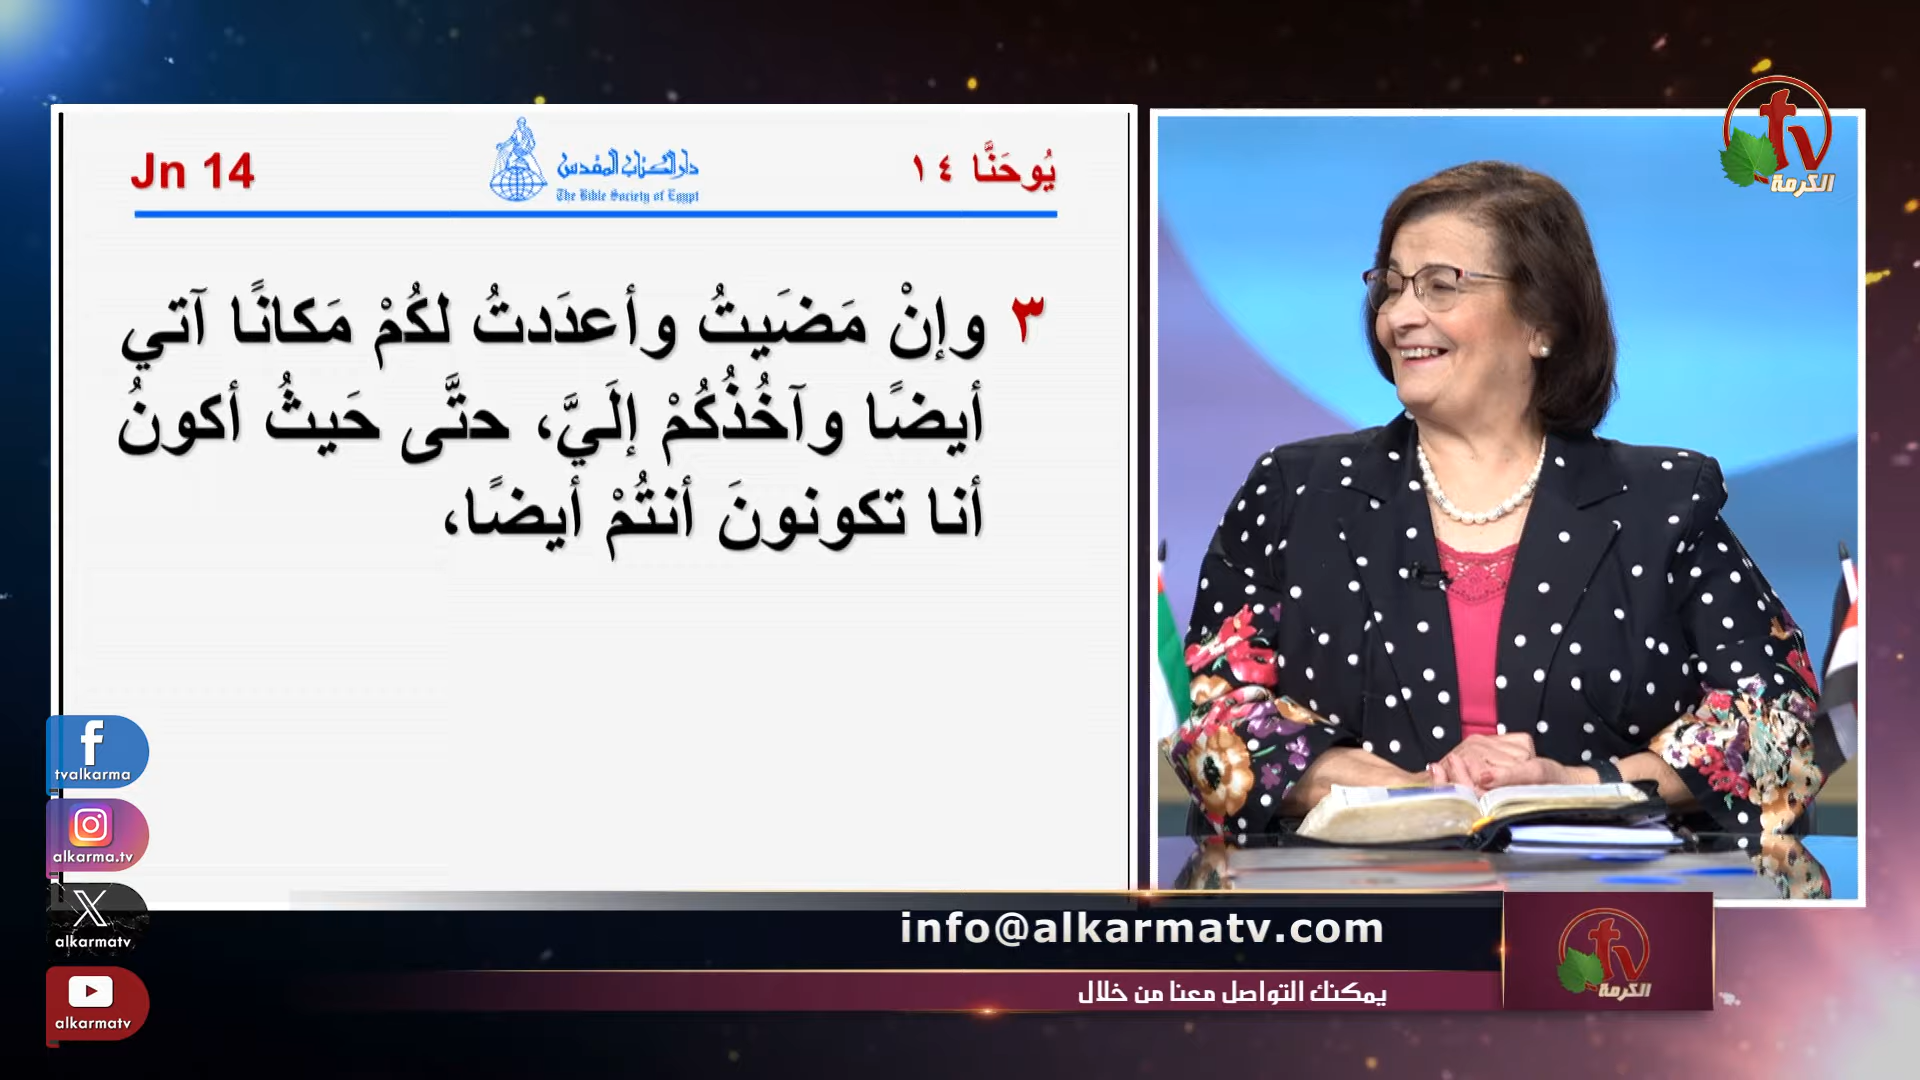 Jn 14
دار الكتاب المقدس
The Bible Society of Egypt
يُوحَنَّا ١٤
٣ وإنْ مَضَيتُ وأعدَدتُ لكُمْ مَكانًا آتي
أيضًا وآخُذُكُمْ إلَيَّ، حتَّى حَيثُ أكونُ
أنا تكونونَ أنتُمْ أيضًا،
tv
الكرمة
f
tvalkarma
alkarma.tv
X
alkarmatv
alkarmatv
info@alkarmatv.com
يمكنك التواصل معنا من خلال
tv
الكرمة